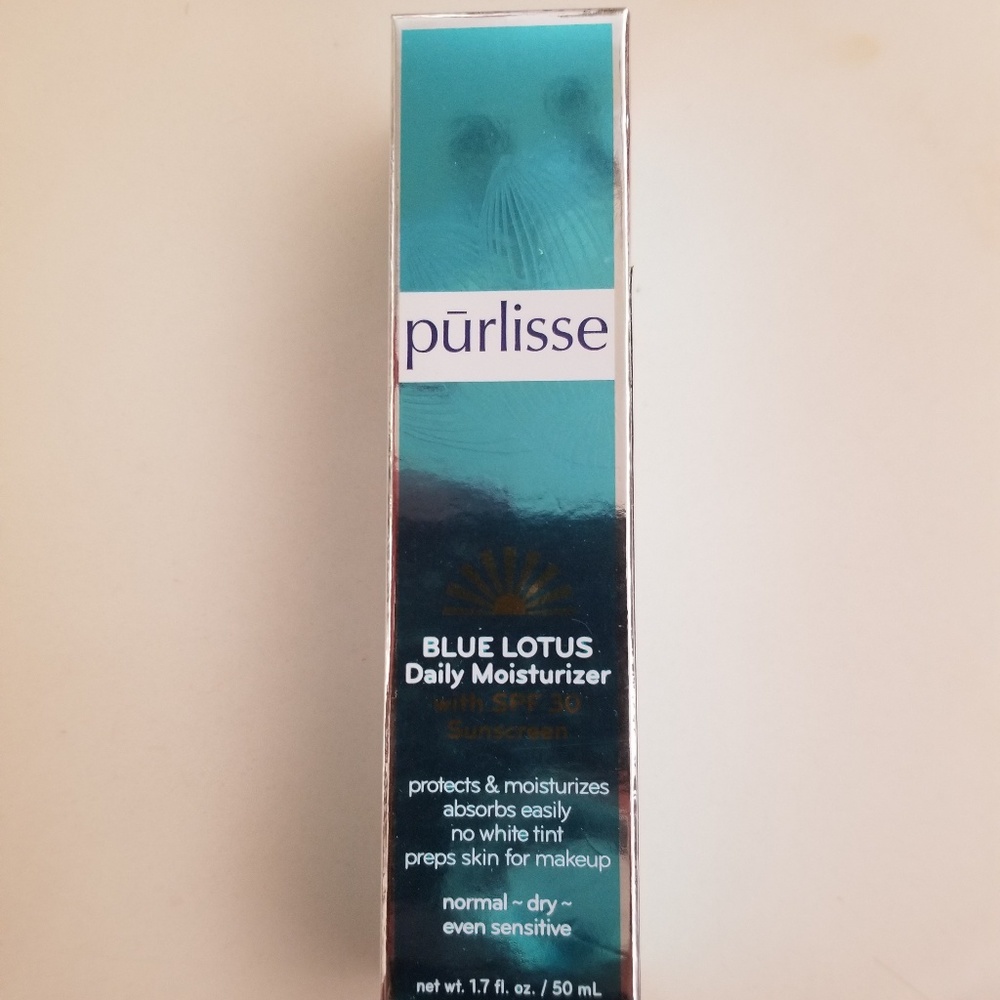 pūrlisse
BLUE LOTUS
Daily Moisturizer
with SPF 30
Sunscreen
protects & moisturizes
absorbs easily
no white tint
preps skin for makeup
normal ~ dry ~
even sensitive
net wt. 1.7 fl. oz. / 50 mL